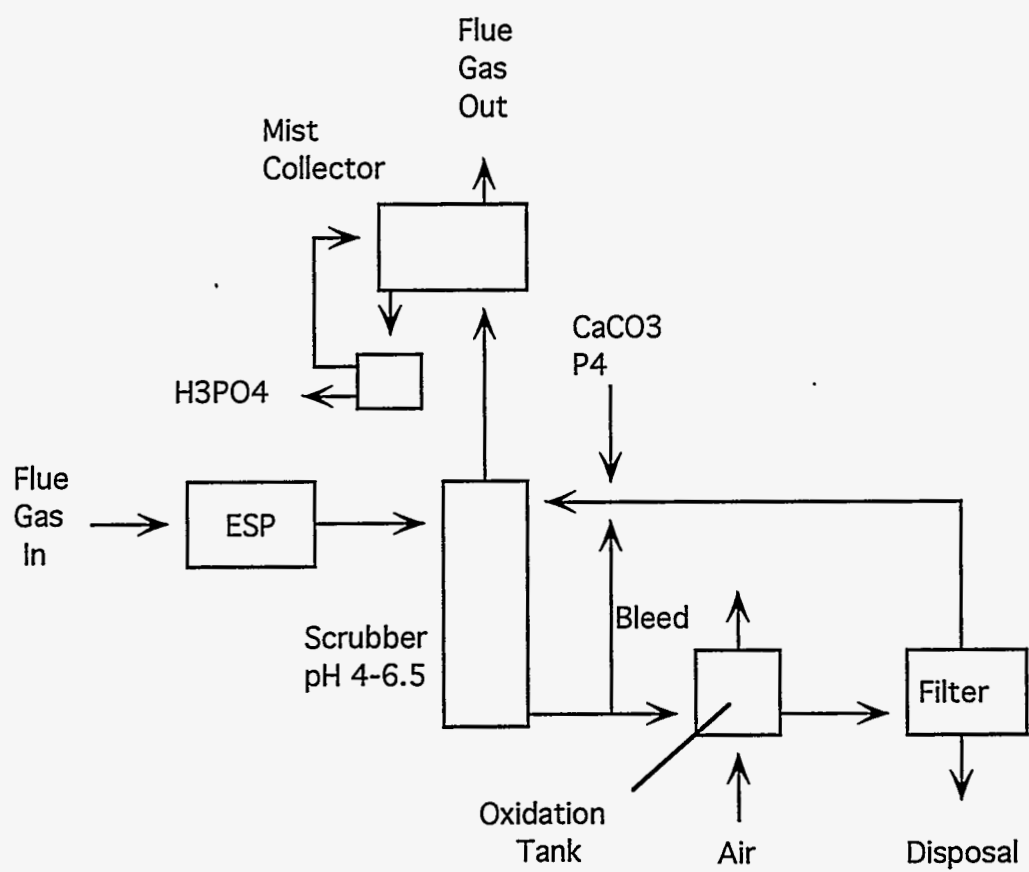 Flue
Gas
Out
Mist
Collector
CaCO3
P4
H3PO4
Flue
Gas
In
ESP
Scrubber
pH 4-6.5
Bleed
Filter
Oxidation
Tank
Air
Disposal